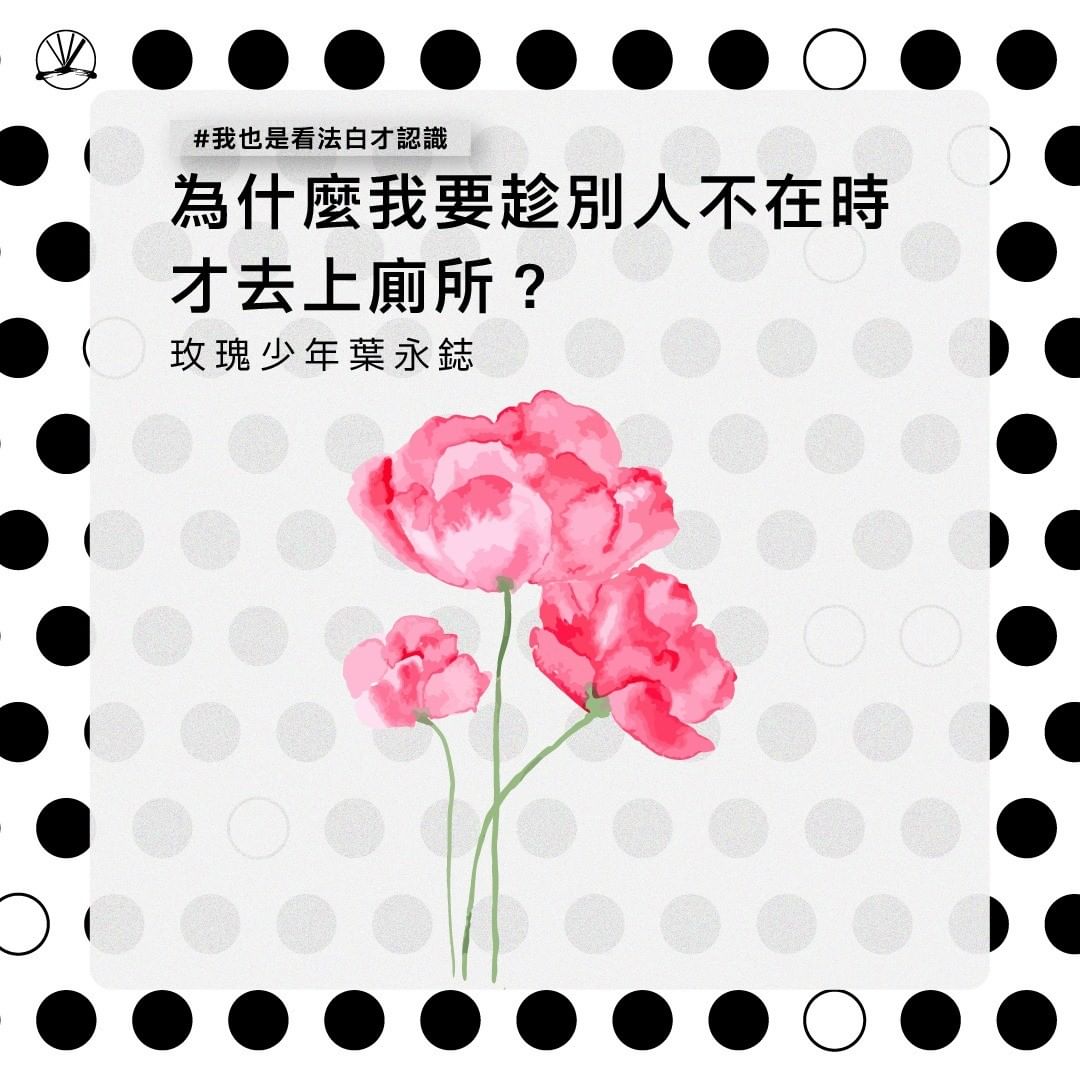 #我也是看法白才認識
為什麼我要趁別人不在時
才去上廁所？
玫瑰少年葉永鋕